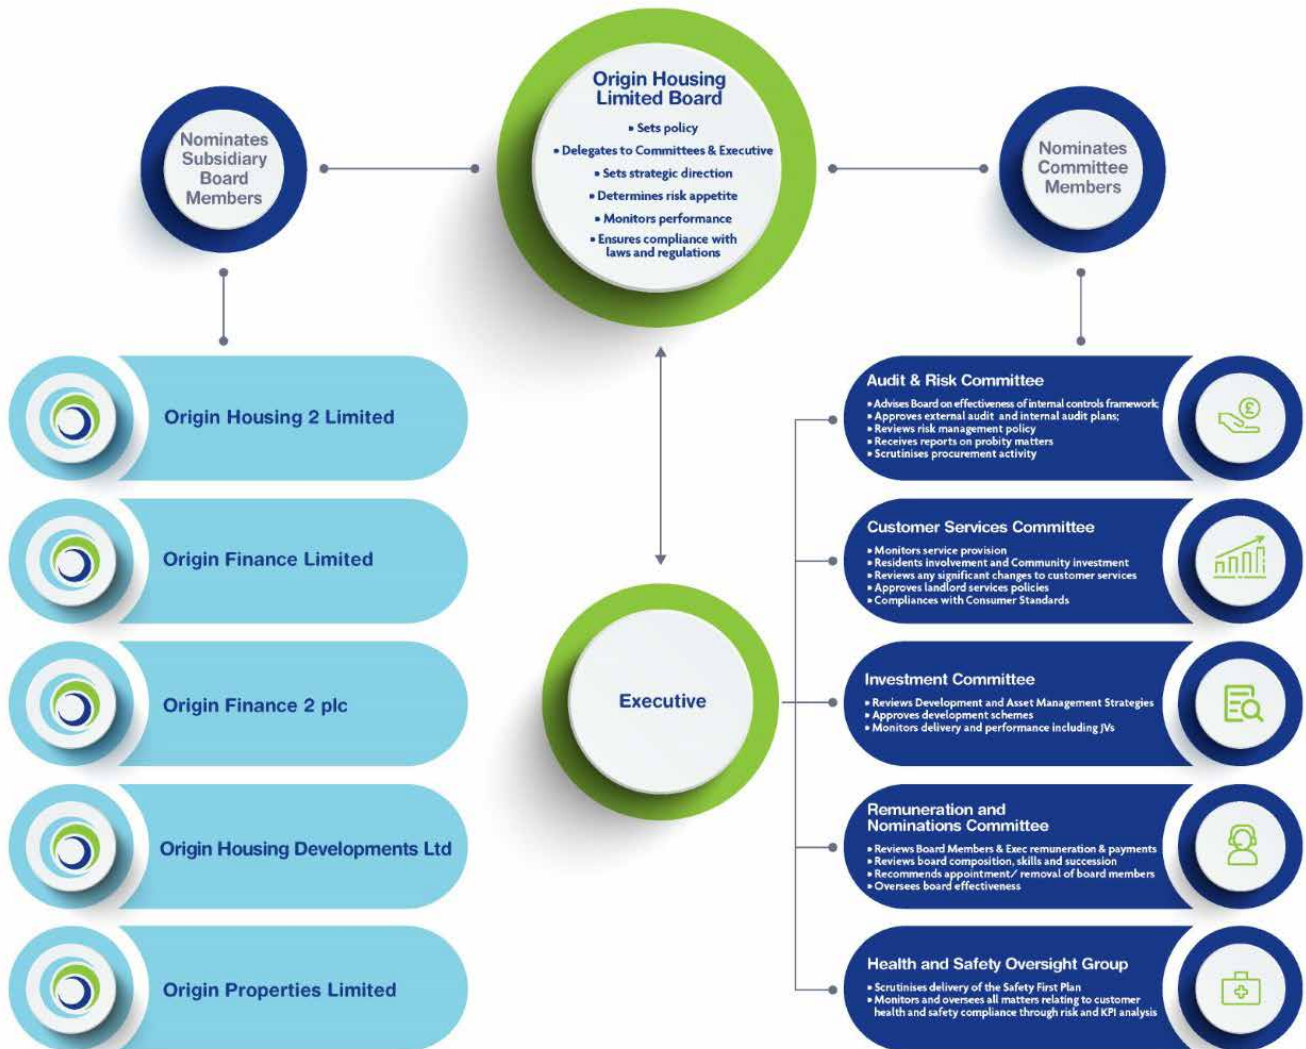 Origin Housing
Limited Board
• Sets policy
• Delegates to Committees & Executive
• Sets strategic direction
• Determines risk appetite
• Monitors performance
• Ensures compliance with
laws and regulations
Nominates
Subsidiary
Board
Members
Nominates
Committee
Members
Origin Housing 2 Limited
Origin Finance Limited
Origin Finance 2 plc
Origin Housing Developments Ltd
Origin Properties Limited
Executive
Audit & Risk Committee
• Advises Board on effectiveness of internal controls framework;
• Approves external audit and internal audit plans;
• Reviews risk management policy
• Receives reports on probity matters
• Scrutinises procurement activity
£
Customer Services Committee
• Monitors service provision
• Residents involvement and Community investment
• Reviews any significant changes to customer services
• Approves landlord services policies
• Compliances with Consumer Standards
Investment Committee
• Reviews Development and Asset Management Strategies
• Approves development schemes
• Monitors delivery and performance including JVs
Remuneration and
Nominations Committee
• Reviews Board Members & Exec remuneration & payments
• Reviews board composition, skills and succession
• Recommends appointment/ removal of board members
• Oversees board effectiveness
Health and Safety Oversight Group
• Scrutinises delivery of the Safety First Plan
• Monitors and oversees all matters relating to customer
health and safety compliance through risk and KPI analysis